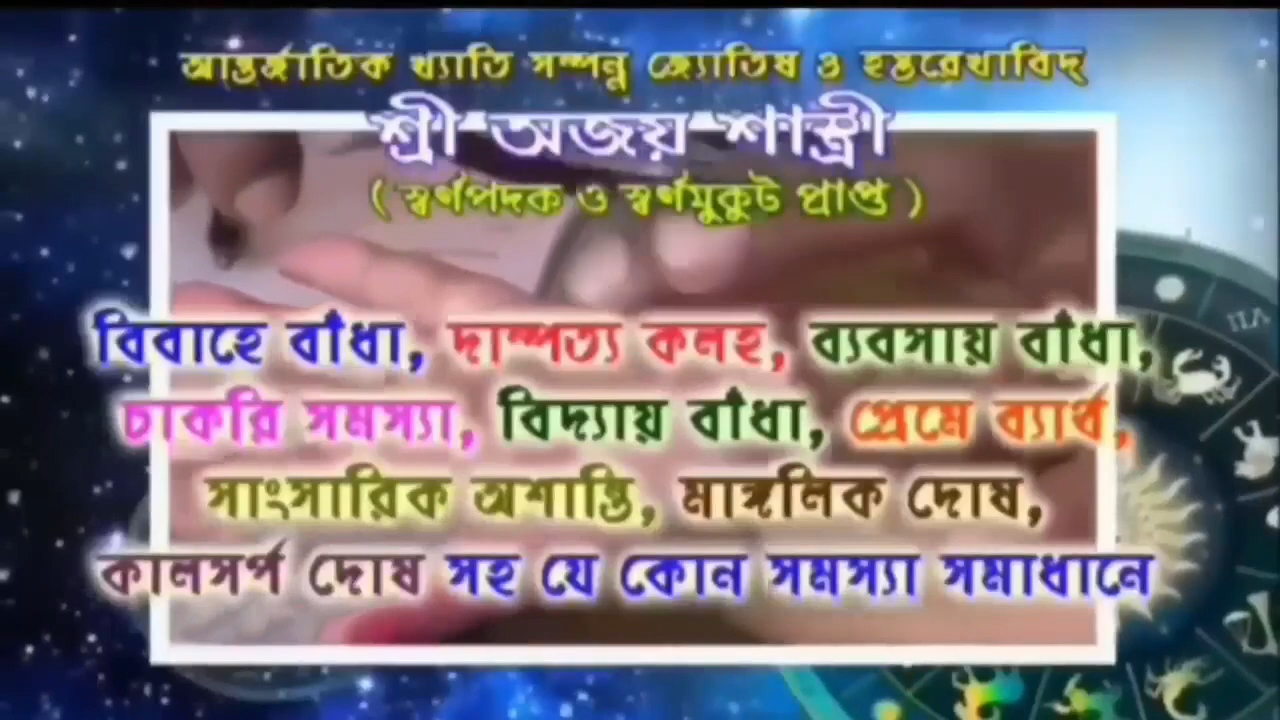 আন্তর্জাতিক খ্যাতি সম্পন্ন জ্যোতিষ ও হস্তরেখাবিদ্
শ্রী অজয় শাস্ত্রী
( স্বর্ণপদক ও স্বর্ণমুকুট প্রাপ্ত )
বিবাহে বাঁধা, দাম্পত্য কলহ, ব্যবসায় বাঁধা,
চাকরি সমস্যা, বিদ্যায় বাঁধা, প্রেমে ব্যার্থ,
সাংসারিক অশান্তি, মাঙ্গলিক দোষ,
কালসর্প দোষ সহ যে কোন সমস্যা সমাধানে